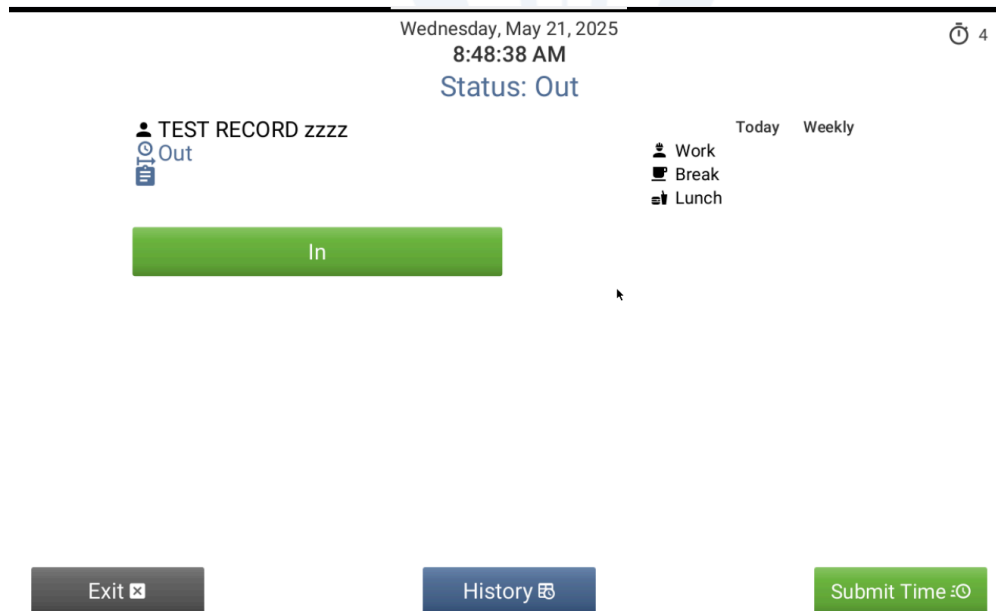 Wednesday, May 21, 2025
4
8:48:38 AM
Status: Out
TEST RECORD zzzz
Out
Today Weekly
Work
Break
Lunch
In
Exit
History
Submit Time